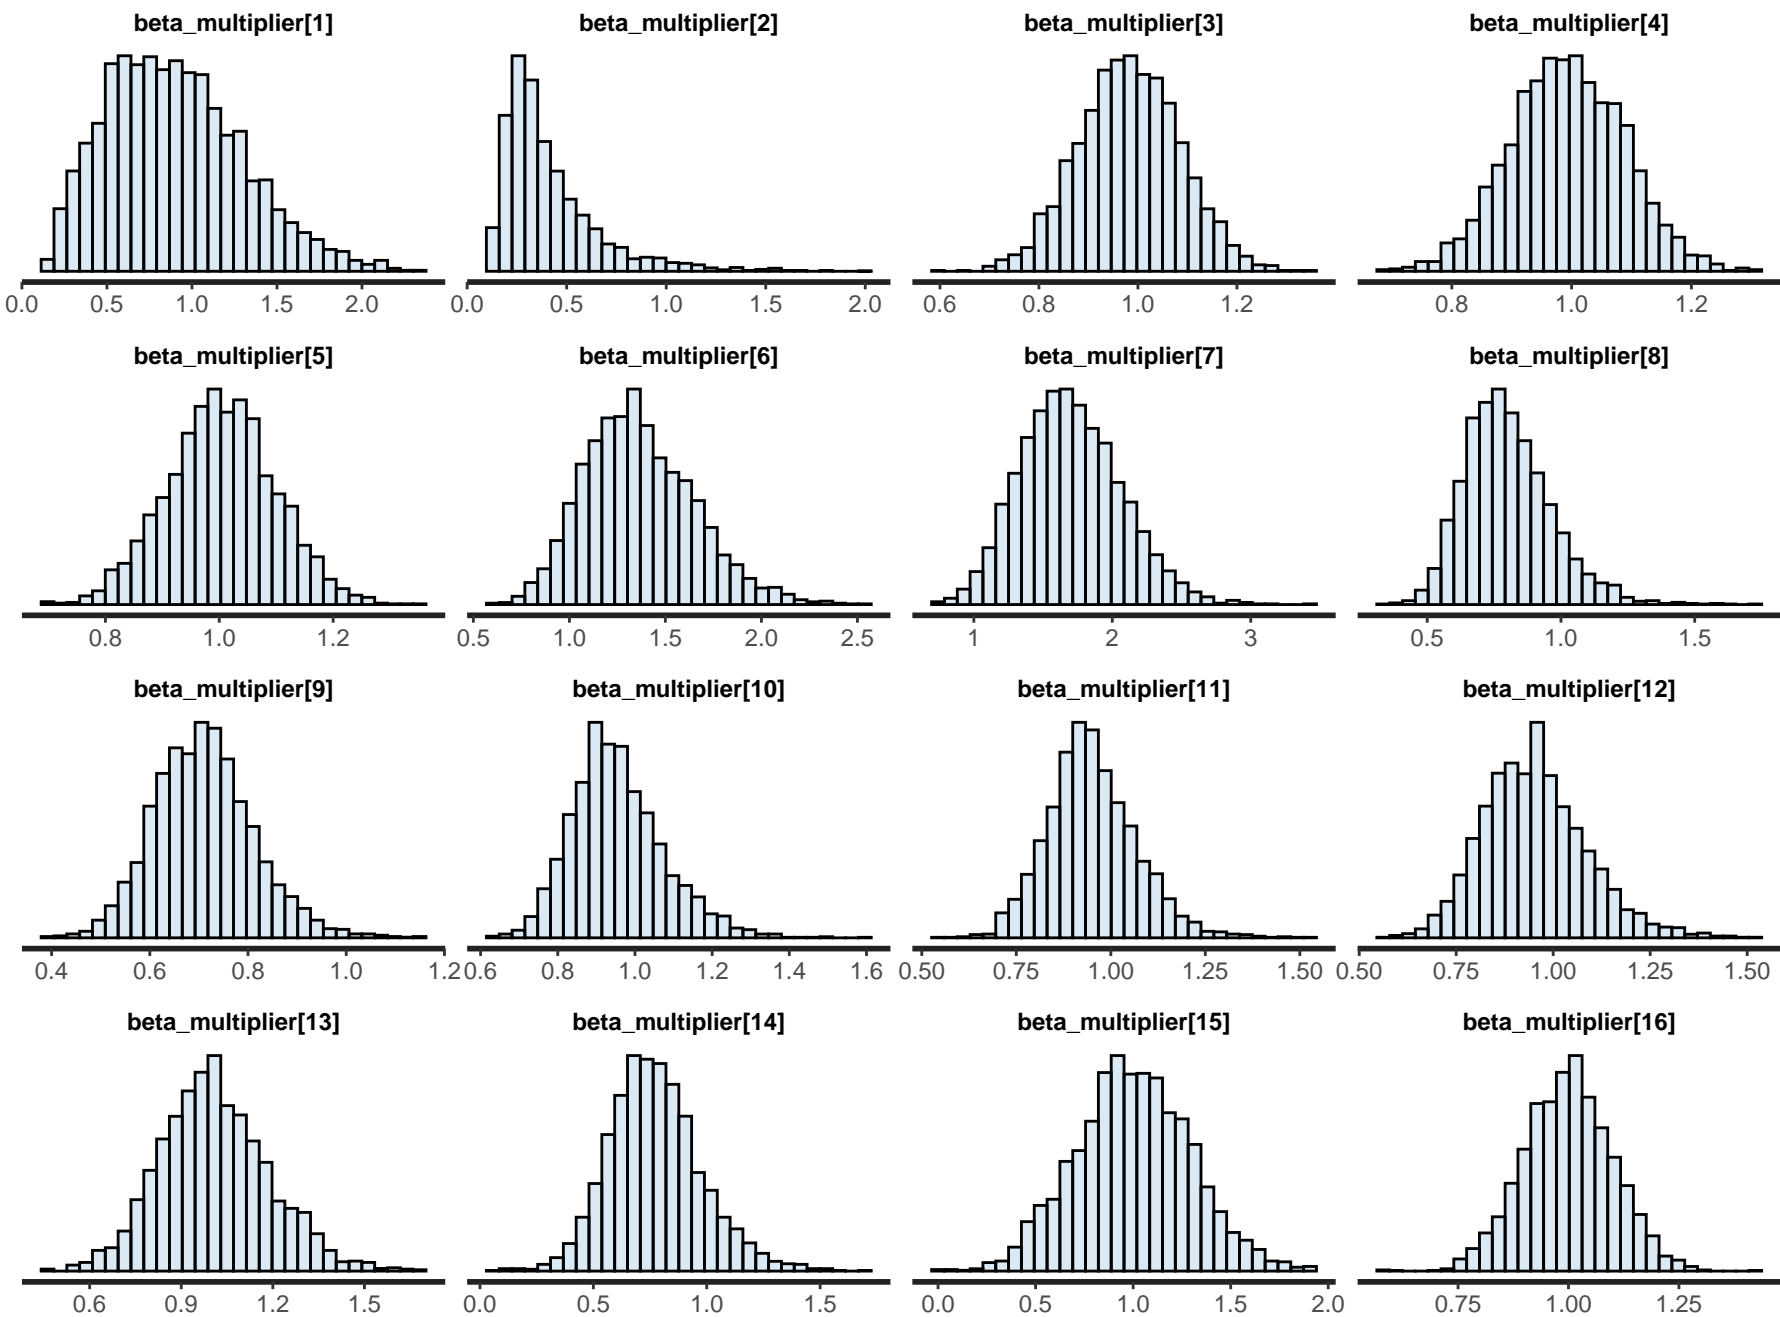 beta_multiplier[1] beta_multiplier[2] beta_multiplier[3] beta_multiplier[4]
0.0 0.5 1.0 1.5 2.0 0.0 0.5 1.0 1.5 2.0 0.6 0.8 1.0 1.2 0.8 1.0 1.2
beta_multiplier[5] beta_multiplier[6] beta_multiplier[7] beta_multiplier[8]
0.8 1.0 1.2 0.5 1.0 1.5 2.0 2.5 1 2 3 0.5 1.0 1.5
beta_multiplier[9] beta_multiplier[10] beta_multiplier[11] beta_multiplier[12]
0.4 0.6 0.8 1.0 1.2 0.6 0.8 1.0 1.2 1.4 1.6 0.50 0.75 1.00 1.25 1.50 0.50 0.75 1.00 1.25 1.50
beta_multiplier[13] beta_multiplier[14] beta_multiplier[15] beta_multiplier[16]
0.6 0.9 1.2 1.5 0.0 0.5 1.0 1.5 0.0 0.5 1.0 1.5 2.0 0.75 1.00 1.25